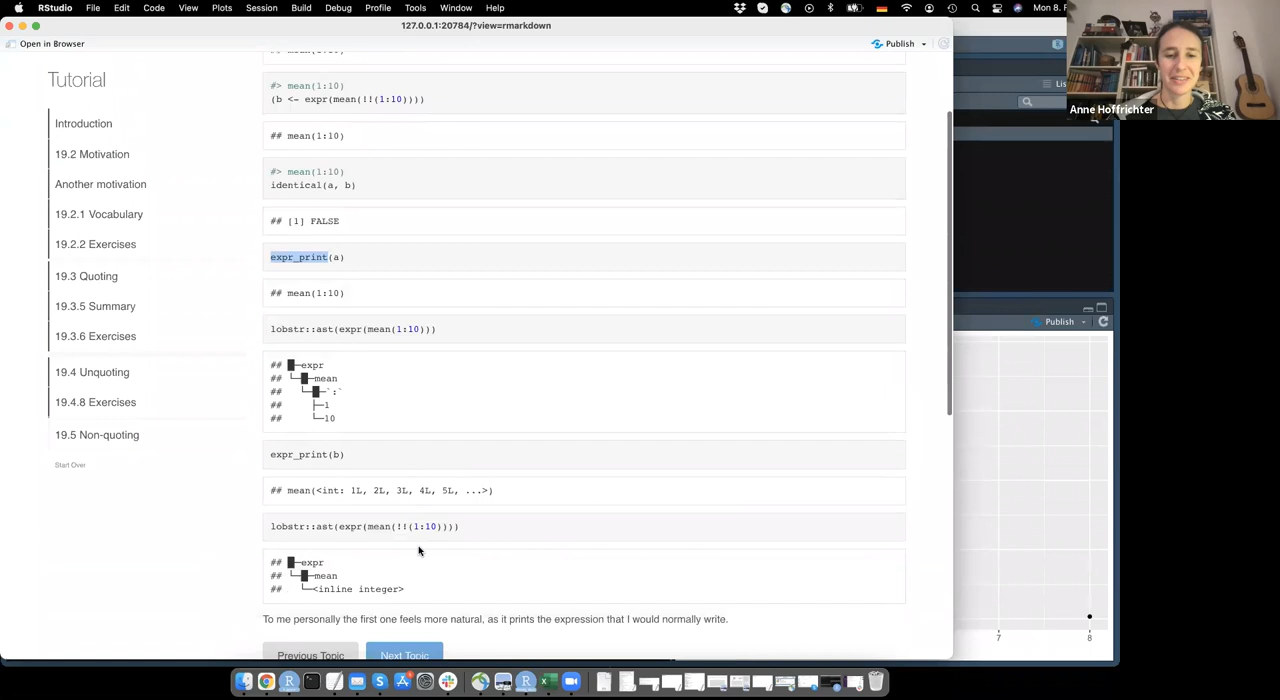 RStudio File Edit Code View Plots Session Build Debug Profile Tools Window Help Mon 8. F
127.0.0.1:20784/?view=rmarkdown
Open in Browser Publish
Tutorial
Introduction
19.2 Motivation
Another motivation
19.2.1 Vocabulary
19.2.2 Exercises
19.3 Quoting
19.3.5 Summary
19.3.6 Exercises
19.4 Unquoting
19.4.8 Exercises
19.5 Non-quoting
Start Over
#> mean(1:10)
(b <- expr(mean(!!(1:10))))
## mean(1:10)
#> mean(1:10)
identical(a, b)
## [1] FALSE
expr_print(a)
## mean(1:10)
lobstr::ast(expr(mean(1:10)))
## █─expr
## └─█─mean
##   └─█─`:`
##     ├─1
##     └─10
expr_print(b)
## mean(<int: 1L, 2L, 3L, 4L, 5L, ...>)
lobstr::ast(expr(mean(!!(1:10))))
## █─expr
## └─█─mean
##   └─<inline integer>
To me personally the first one feels more natural, as it prints the expression that I would normally write.
Previous Topic Next Topic
Anne Hoffrichter
Lis
Publish
7 8